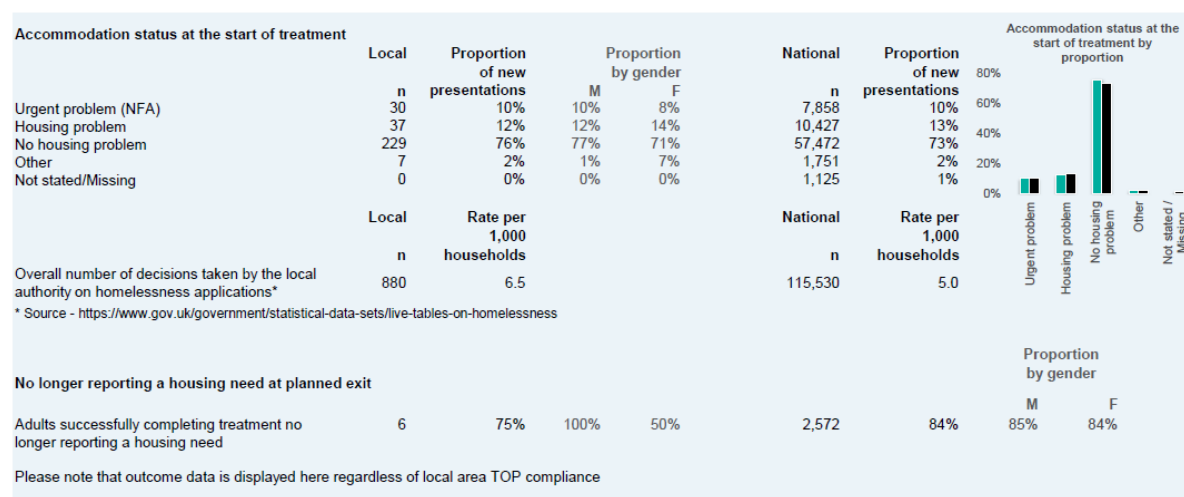 Accommodation status at the start of treatment
Local Proportion Proportion National Proportion
of new by gender of new
n presentations M F n presentations
Urgent problem (NFA) 30 10% 10% 8% 7,858 10%
Housing problem 37 12% 12% 14% 10,427 13%
No housing problem 229 76% 77% 71% 57,472 73%
Other 7 2% 1% 7% 1,751 2%
Not stated/Missing 0 0% 0% 0% 1,125 1%
Local Rate per National Rate per
1,000 1,000
n households n households
Overall number of decisions taken by the local
authority on homelessness applications* 880 6.5 115,530 5.0
* Source - https://www.gov.uk/government/statistical-data-sets/live-tables-on-homelessness
Accommodation status at the
start of treatment by
proportion
80%
60%
40%
20%
0%
Urgent problem
Housing problem
No housing
problem
Other
Not stated /
Missing
Proportion
by gender
No longer reporting a housing need at planned exit
M F
Adults successfully completing treatment no 6 75% 100% 50% 2,572 84% 85% 84%
longer reporting a housing need
Please note that outcome data is displayed here regardless of local area TOP compliance